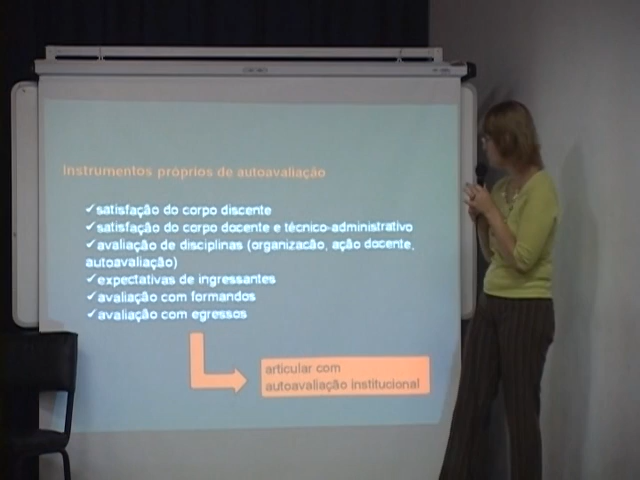 Instrumentos próprios de autoavaliação
✓satisfação do corpo discente
✓satisfação do corpo docente e técnico-administrativo
✓avaliação de disciplinas (organizacão, ação docente,
autoavaliação)
✓expectativas de ingressantes
✓avaliação com formandos
✓avaliação com egressos
articular com
autoavaliação institucional